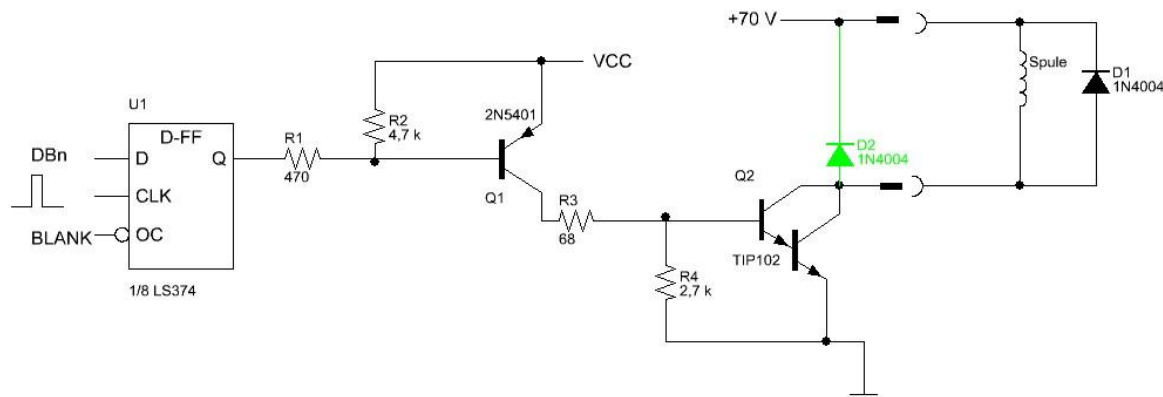 +70 V
VCC
Spule
D1
1N4004
U1
D-FF
D
Q
CLK
OC
DBn
BLANK
1/8 LS374
R1
470
R2
4,7 k
2N5401
Q1
R3
68
R4
2,7 k
Q2
TIP102
D2
1N4004